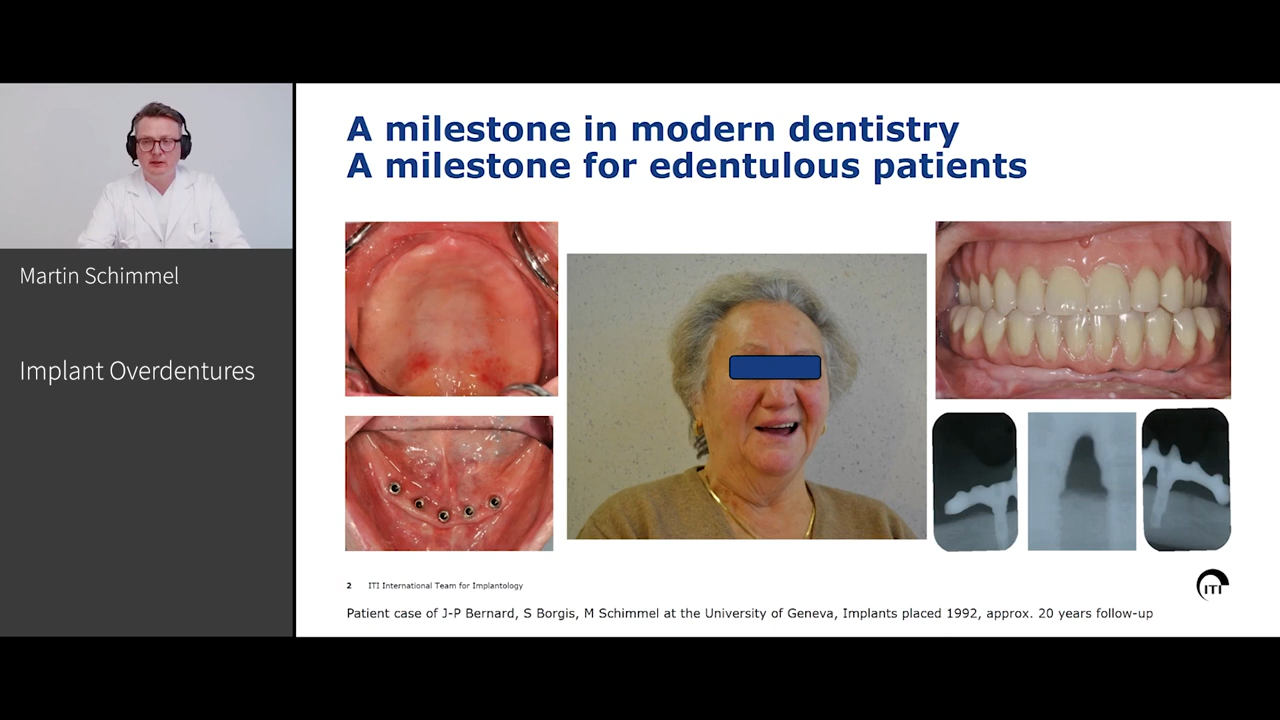 A milestone in modern dentistry
A milestone for edentulous patients
Martin Schimmel
Implant Overdentures
2 ITI International Team for Implantology
ITI
Patient case of J-P Bernard, S Borgis, M Schimmel at the University of Geneva, Implants placed 1992, approx. 20 years follow-up